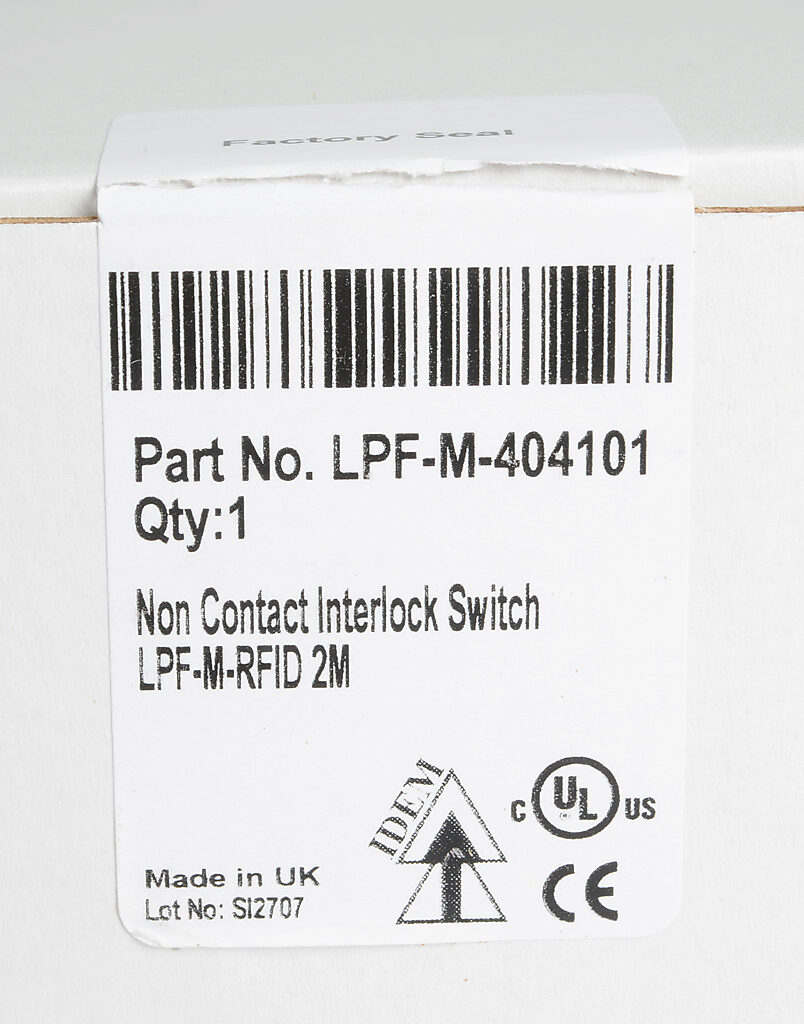 Factory Seal
Part No. LPF-M-404101
Qty:1
Non Contact Interlock Switch
LPF-M-RFID 2M
IDEM
C UL US
®
CE
Made in UK
Lot No: SI2707